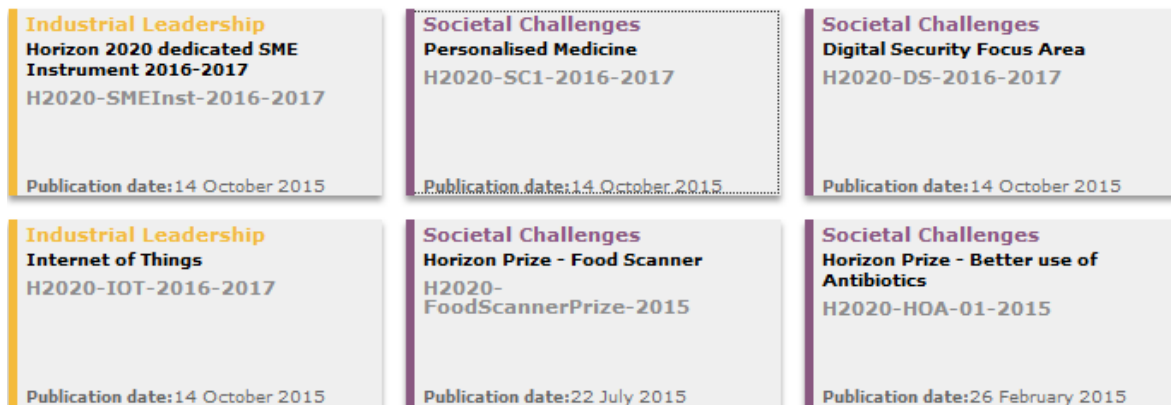 Industrial Leadership
Horizon 2020 dedicated SME
Instrument 2016-2017
H2020-SMEInst-2016-2017
Publication date:14 October 2015
Societal Challenges
Personalised Medicine
H2020-SC1-2016-2017
Publication date:14 October 2015
Societal Challenges
Digital Security Focus Area
H2020-DS-2016-2017
Publication date:14 October 2015
Industrial Leadership
Internet of Things
H2020-IOT-2016-2017
Publication date:14 October 2015
Societal Challenges
Horizon Prize - Food Scanner
H2020-
FoodScannerPrize-2015
Publication date:22 July 2015
Societal Challenges
Horizon Prize - Better use of
Antibiotics
H2020-HOA-01-2015
Publication date:26 February 2015